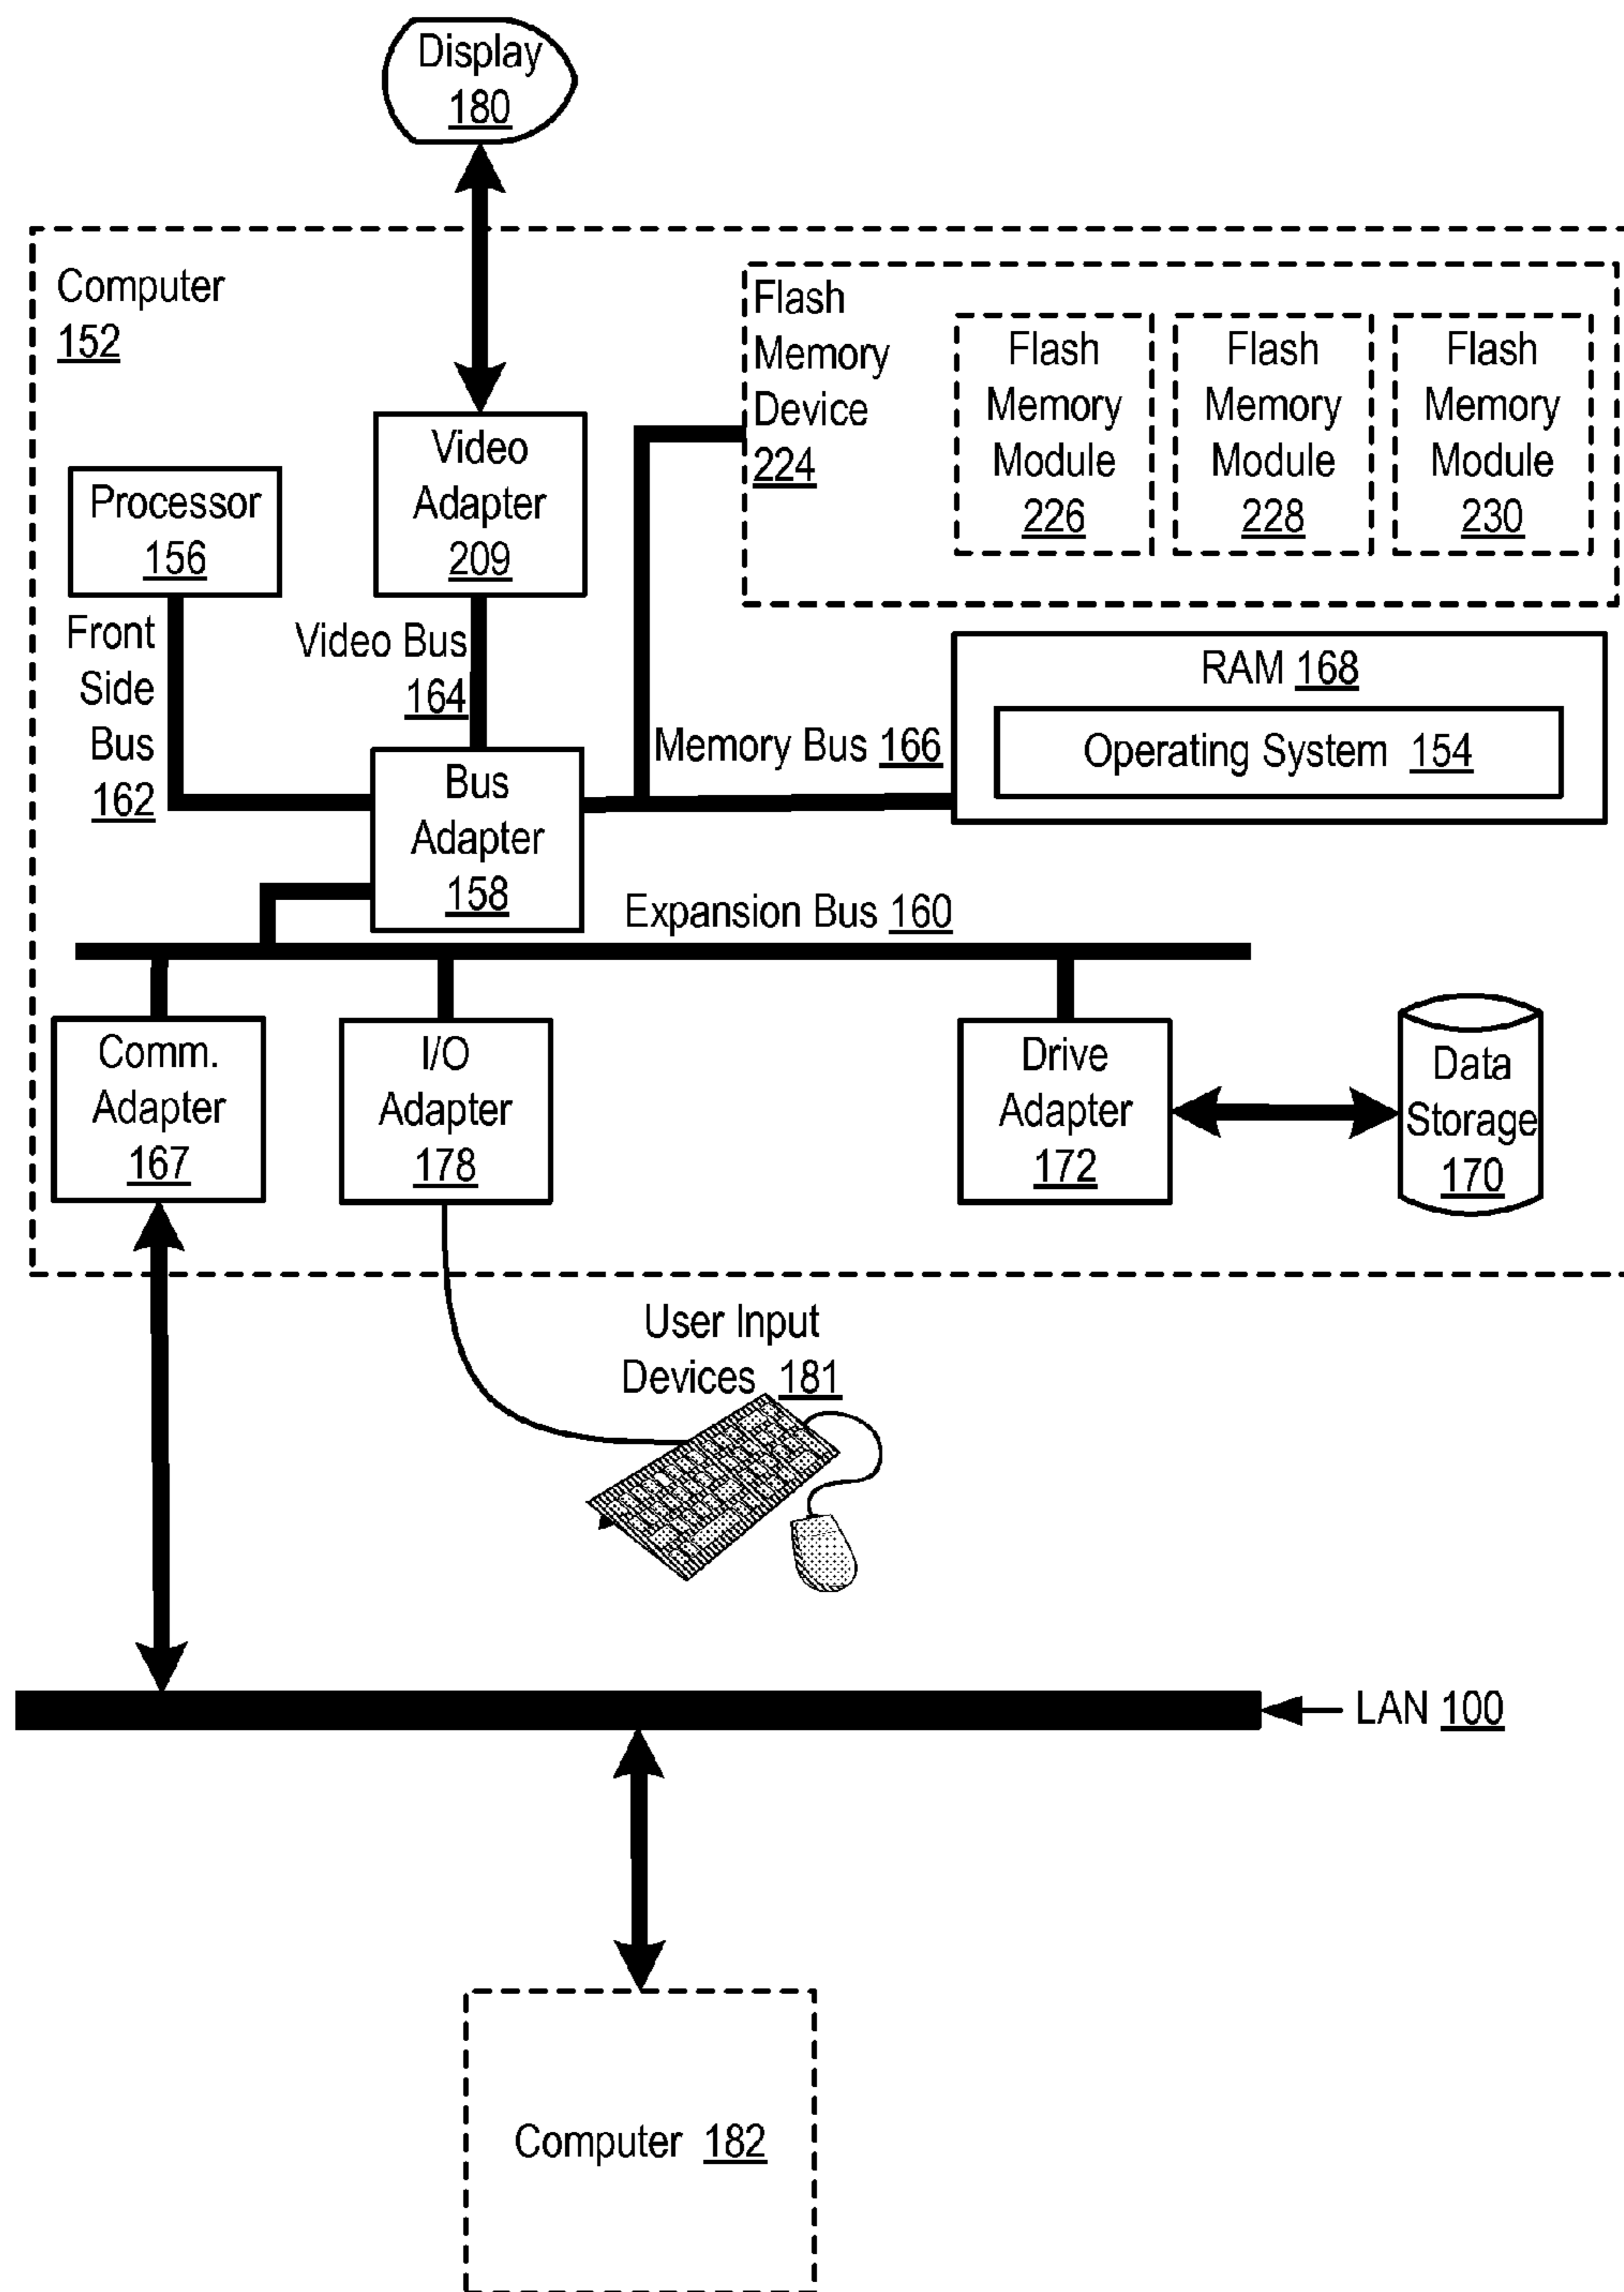 Display
180
Computer
152
Flash
Memory
Device
224
Flash
Memory
Module
226
Flash
Memory
Module
228
Flash
Memory
Module
230
Video
Adapter
209
Processor
156
Front
Side
Bus
162
Video Bus
164
RAM 168
Operating System 154
Memory Bus 166
Bus
Adapter
158
Expansion Bus 160
Comm.
Adapter
167
I/O
Adapter
178
Drive
Adapter
172
Data
Storage
170
User Input
Devices 181
LAN 100
Computer 182